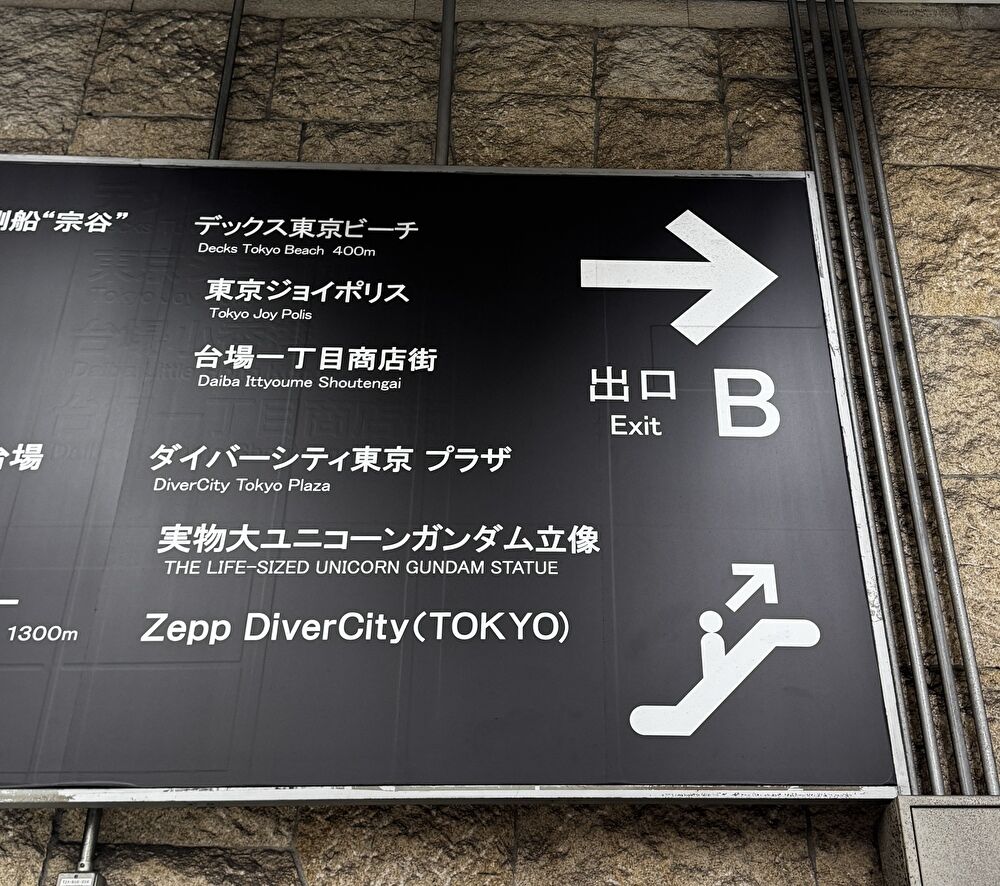 船“宗谷”
デックス東京ビーチ
Decks Tokyo Beach 400m
東京ジョイポリス
Tokyo Joy Polis
台場一丁目商店街
Daiba Ittyoume Shoutengai
台場
ダイバーシティ東京 プラザ
DiverCity Tokyo Plaza
実物大ユニコーンガンダム立像
THE LIFE-SIZED UNICORN GUNDAM STATUE
1300m
Zepp DiverCity(TOKYO)
出口
Exit
B